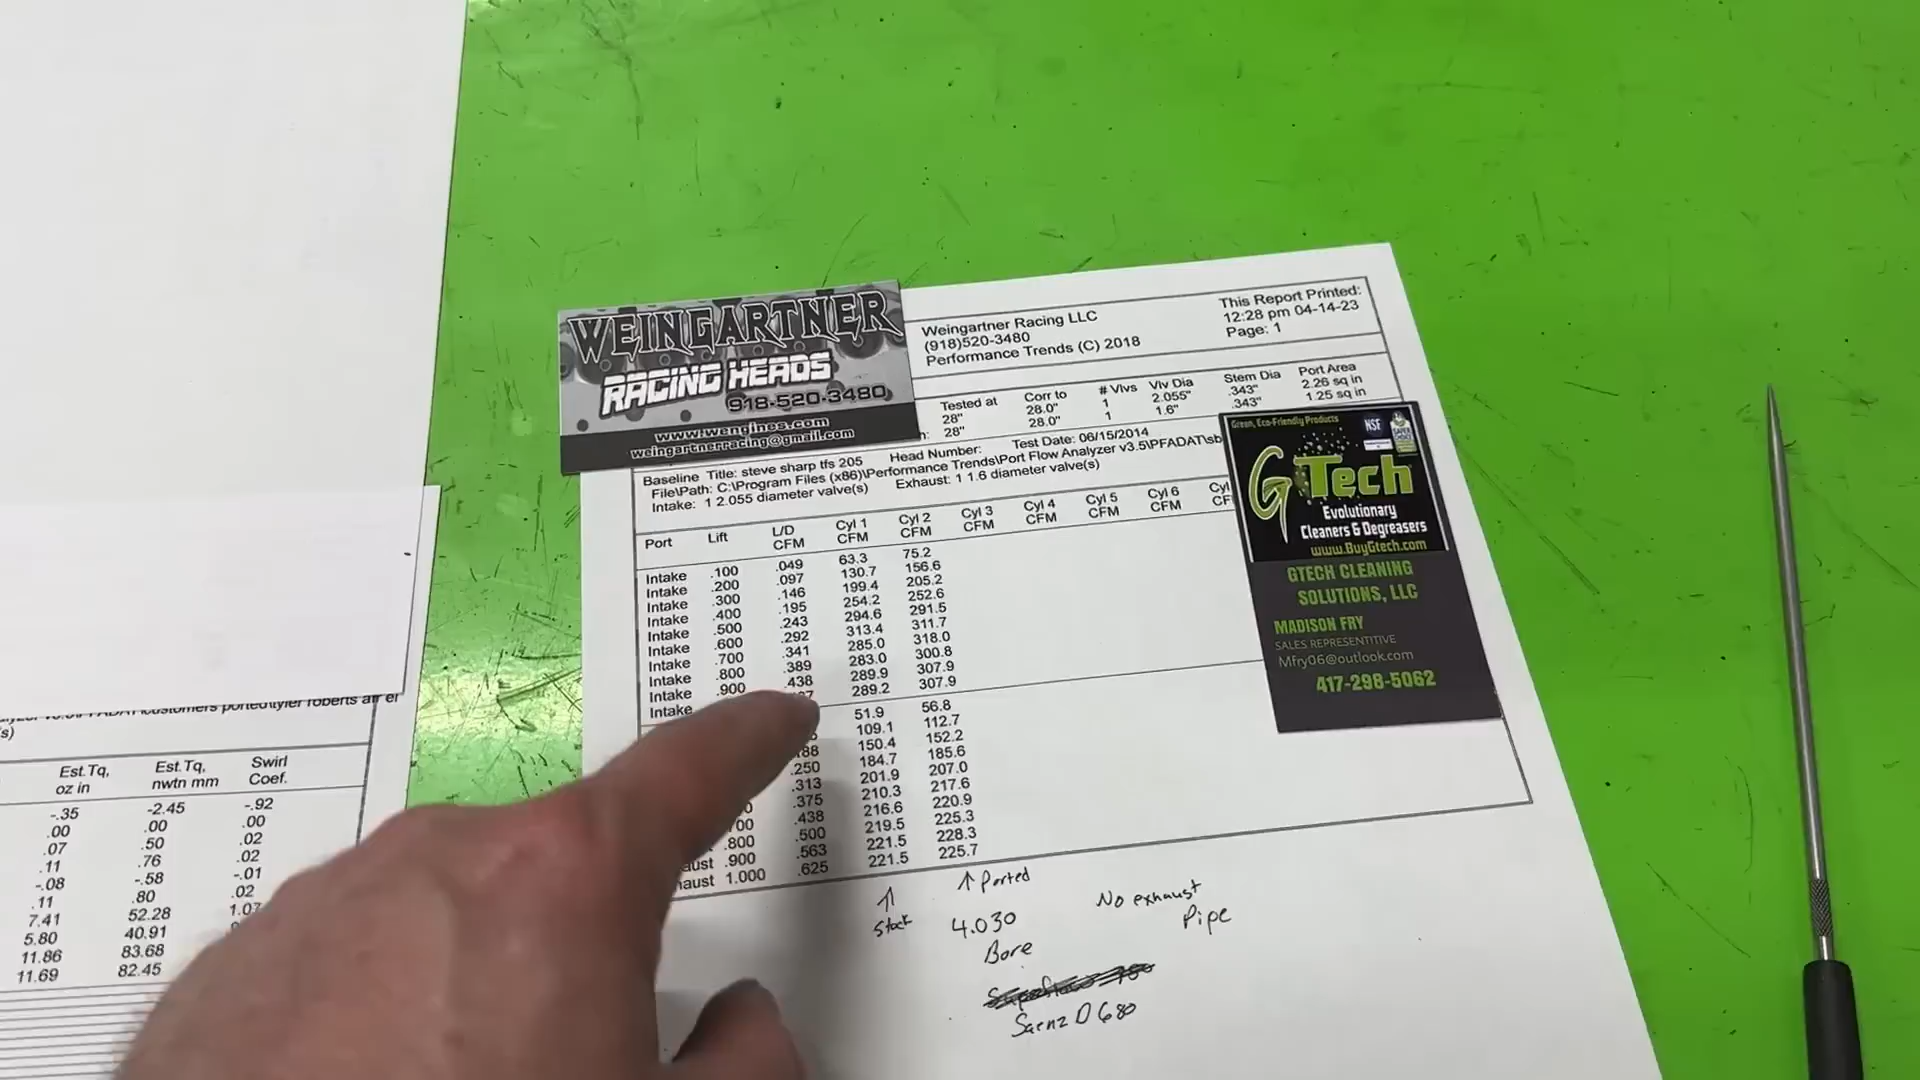 WEINGARTNER
RACING HEADS
918-520-3480
www.wengines.com
weingartnerracing@gmail.com
Weingartner Racing LLC
(918)520-3480
Performance Trends (C) 2018
This Report Printed:
12:28 pm 04-14-23
Page: 1
Tested at Corr to # Vlvs Vlv Dia Stem Dia Port Area
28" 28.0" 1 2.055" .343" 2.26 sq in
28" 28.0" 1 1.6" .343" 1.25 sq in
Baseline Title: steve sharp tfs 205 Head Number: Test Date: 06/15/2014
File\Path: C:\Program Files (x86)\Performance Trends\Port Flow Analyzer v3.5\PFADAT\sb
Intake: 1 2.055 diameter valve(s) Exhaust: 1 1.6 diameter valve(s)
Port Lift L/D CFM Cyl 1 CFM Cyl 2 CFM Cyl 3 CFM Cyl 4 CFM Cyl 5 CFM Cyl 6 CFM Cyl
Intake .100 .049 63.3 75.2
Intake .200 .097 130.7 156.6
Intake .300 .146 199.4 205.2
Intake .400 .195 254.2 252.6
Intake .500 .243 294.6 291.5
Intake .600 .292 313.4 311.7
Intake .700 .341 285.0 318.0
Intake .800 .389 283.0 300.8
Intake .900 .438 289.9 307.9
Intake 289.2 307.9
51.9 56.8
109.1 112.7
150.4 152.2
.250 184.7 185.6
.313 201.9 207.0
.375 210.3 217.6
.438 216.6 220.9
.800 .500 219.5 225.3
.900 .563 221.5 228.3
1.000 .625 221.5 225.7
↑ ↑ Ported
Stock 4.030
Bore
No exhaust
Pipe
Saenz D 680
Green, Eco-Friendly Products
NSF
GTech
Evolutionary
Cleaners & Degreasers
www.BuyGtech.com
GTECH CLEANING
SOLUTIONS, LLC
MADISON FRY
SALES REPRESENTITIVE
Mfry06@outlook.com
417-298-5062
Est.Tq, oz in Est.Tq, nwtn mm Swirl Coef.
-.35 -2.45 -.92
.00 .00 .00
.07 .50 .02
.11 .76 .02
-.08 -.58 -.01
.11 .80 .02
7.41 52.28 1.07
5.80 40.91
11.86 83.68
11.69 82.45